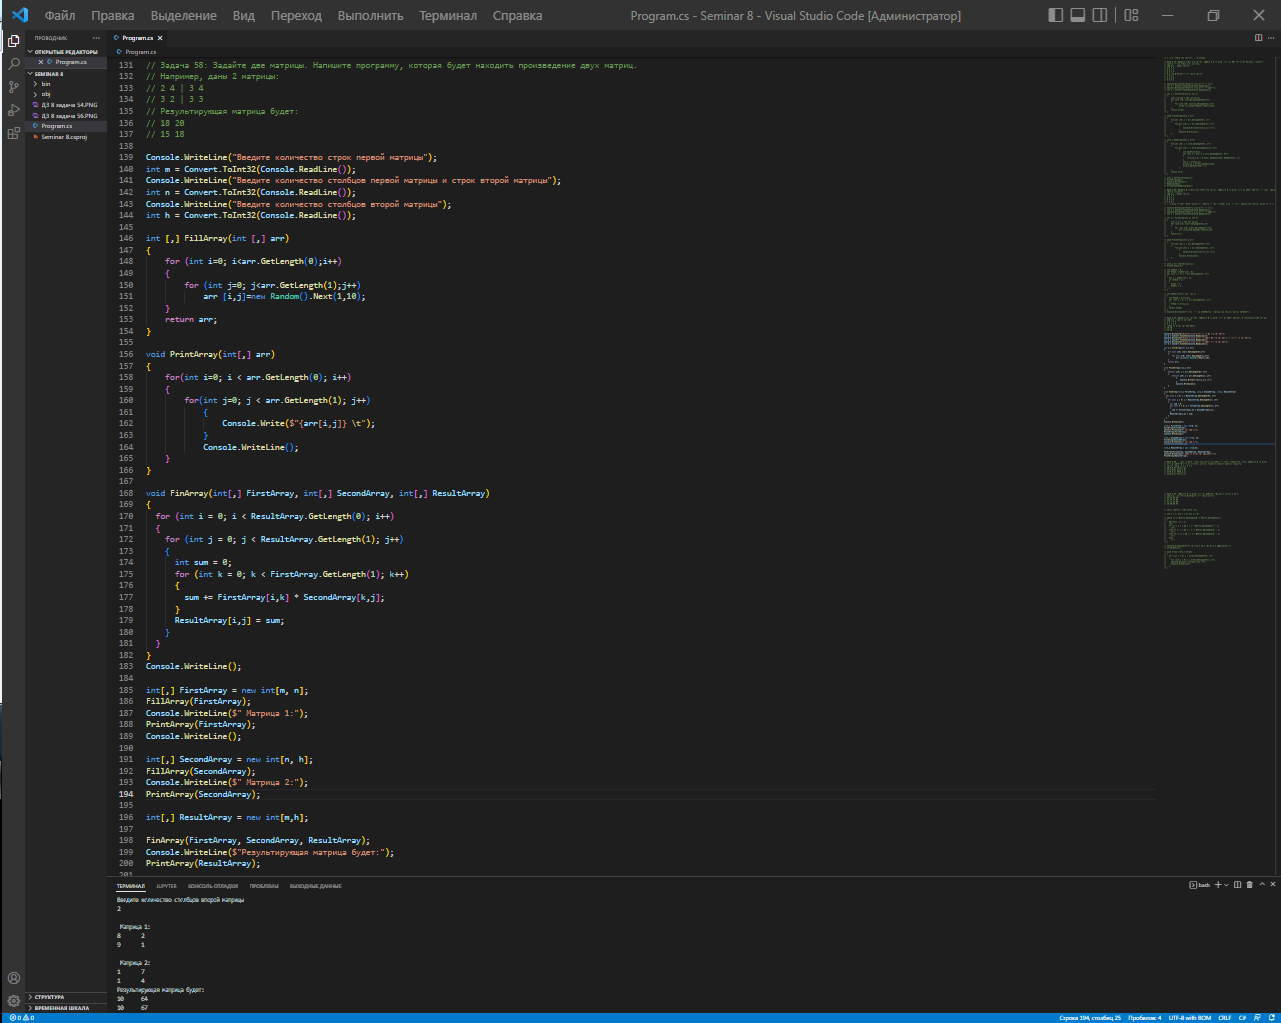 Файл Правка Выделение Вид Переход Выполнить Терминал Справка Program.cs - Seminar 8 - Visual Studio Code [Администратор]
ПРОВОДНИК
ОТКРЫТЫЕ РЕДАКТОРЫ
Program.cs
SEMINAR 8
bin
obj
ДЗ 8 задача 54.PNG
ДЗ 8 задача 56.PNG
Program.cs
Seminar 8.csproj
СТРУКТУРА
ВРЕМЕННАЯ ШКАЛА
Program.cs
Program.cs
131 // Задача 58: Задайте две матрицы. Напишите программу, которая будет находить произведение двух матриц.
132 // Например, даны 2 матрицы:
133 // 2 4 | 3 4
134 // 3 2 | 3 3
135 // Результирующая матрица будет:
136 // 18 20
137 // 15 18
138
139 Console.WriteLine("Введите количество строк первой матрицы");
140 int m = Convert.ToInt32(Console.ReadLine());
141 Console.WriteLine("Введите количество столбцов первой матрицы и строк второй матрицы");
142 int n = Convert.ToInt32(Console.ReadLine());
143 Console.WriteLine("Введите количество столбцов второй матрицы");
144 int h = Convert.ToInt32(Console.ReadLine());
145
146 int [,] FillArray(int [,] arr)
147 {
148 for (int i=0; i<arr.GetLength(0);i++)
149 {
150 for (int j=0; j<arr.GetLength(1);j++)
151 arr [i,j]=new Random().Next(1,10);
152 }
153 return arr;
154 }
155
156 void PrintArray(int[,] arr)
157 {
158 for(int i=0; i < arr.GetLength(0); i++)
159 {
160 for(int j=0; j < arr.GetLength(1); j++)
161 {
162 Console.Write($"{arr[i,j]} \t");
163 }
164 Console.WriteLine();
165 }
166 }
167
168 void FinArray(int[,] FirstArray, int[,] SecondArray, int[,] ResultArray)
169 {
170 for (int i = 0; i < ResultArray.GetLength(0); i++)
171 {
172 for (int j = 0; j < ResultArray.GetLength(1); j++)
173 {
174 int sum = 0;
175 for (int k = 0; k < FirstArray.GetLength(1); k++)
176 {
177 sum += FirstArray[i,k] * SecondArray[k,j];
178 }
179 ResultArray[i,j] = sum;
180 }
181 }
182 }
183 Console.WriteLine();
184
185 int[,] FirstArray = new int[m, n];
186 FillArray(FirstArray);
187 Console.WriteLine($" Матрица 1:");
188 PrintArray(FirstArray);
189 Console.WriteLine();
190
191 int[,] SecondArray = new int[n, h];
192 FillArray(SecondArray);
193 Console.WriteLine($" Матрица 2:");
194 PrintArray(SecondArray);
195
196 int[,] ResultArray = new int[m,h];
197
198 FinArray(FirstArray, SecondArray, ResultArray);
199 Console.WriteLine($"Результирующая матрица будет:");
200 PrintArray(ResultArray);
201
ТЕРМИНАЛ JUPYTER КОНСОЛЬ ОТЛАДКИ ПРОБЛЕМЫ ВЫХОДНЫЕ ДАННЫЕ bash
Введите количество столбцов второй матрицы
2
Матрица 1:
8 2
9 1
Матрица 2:
1 7
1 4
Результирующая матрица будет:
10 64
10 67
0 0 Строка 194, столбец 25 Пробелов: 4 UTF-8 with BOM CRLF C#